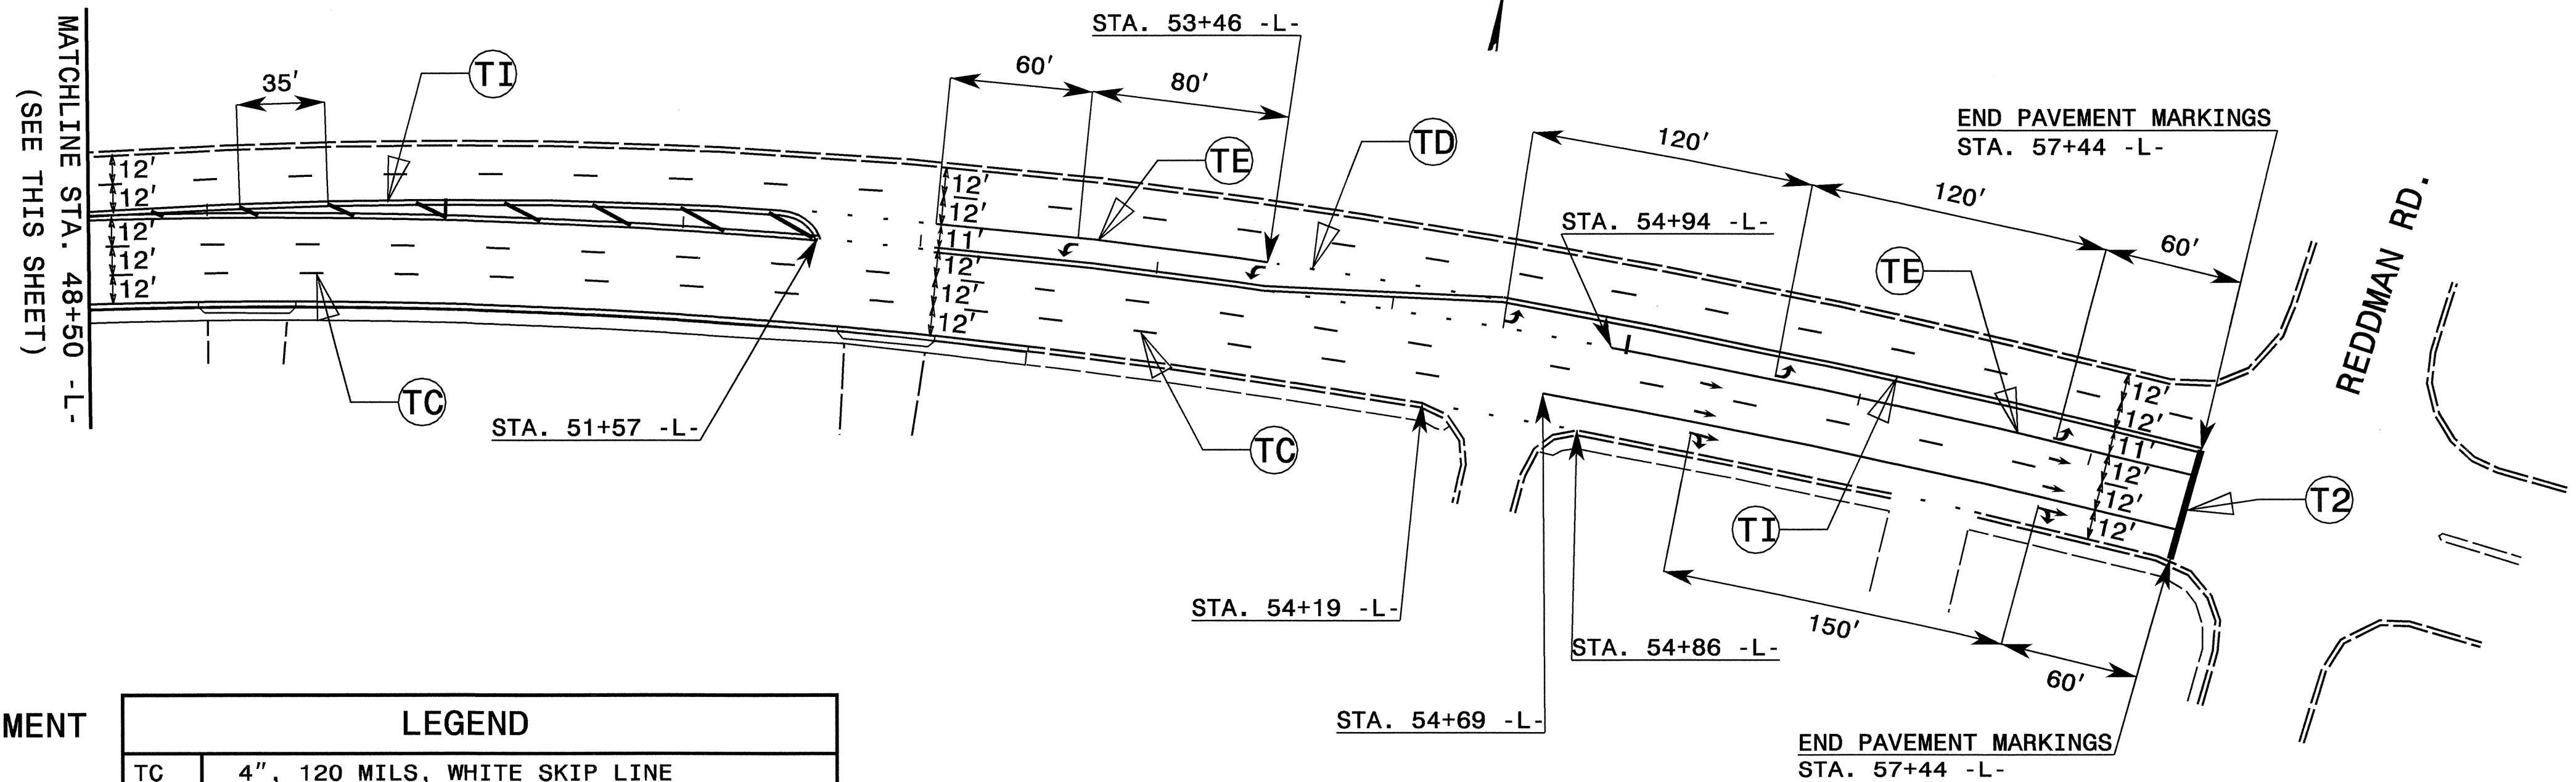 MATCHLINE STA. 48+50 -L-
(SEE THIS SHEET)
35'
TI
STA. 53+46 -L-
60'
80'
TE
TD
120'
120'
60'
END PAVEMENT MARKINGS
STA. 57+44 -L-
STA. 54+94 -L-
TE
REDDMAN RD.
12'
12'
12'
12'
12'
12'
12'
11'
12'
12'
12'
12'
12'
11'
12'
12'
12'
TC
STA. 51+57 -L-
TC
TI
T2
STA. 54+19 -L-
STA. 54+86 -L-
150'
60'
STA. 54+69 -L-
END PAVEMENT MARKINGS
STA. 57+44 -L-
MENT
LEGEND
TC 4", 120 MILS, WHITE SKIP LINE